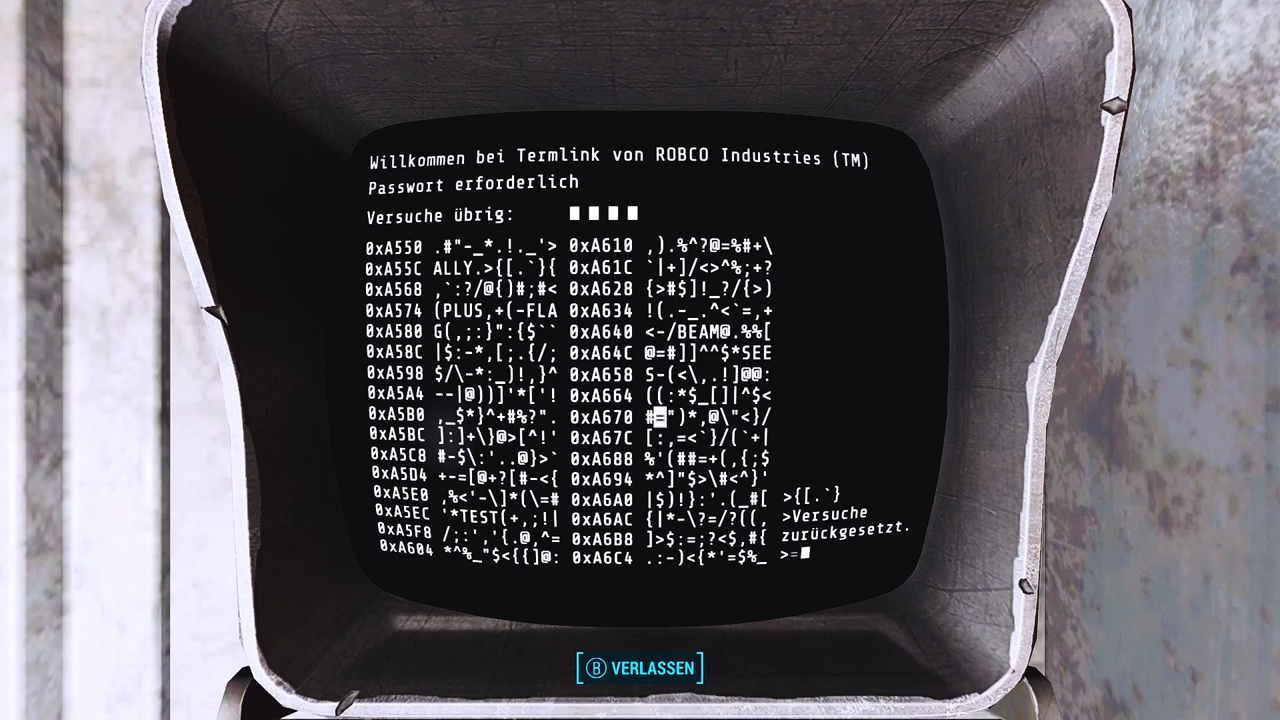 Willkommen bei Termlink von ROBCO Industries (TM)
Passwort erforderlich
Versuche übrig: ■ ■ ■ ■
0xA550 .#"-_*.!._'> 0xA610 ,).%^?@=%#+\
0xA55C ALLY.>{[.`}{ 0xA61C `|+]/<>^%;+?
0xA568 ,`:?/@{)#;#< 0xA628 {>#$]!_?/{>)
0xA574 (PLUS,+(-FLA 0xA634 !(.-_.^<`=,+
0xA580 G(,;:}":{$`` 0xA640 <-/BEAM@.%%[
0xA58C |$:-*,[;.{/; 0xA64C @=#]]^^$*SEE
0xA598 $/\-*:_)!,}^ 0xA658 S-(<\,.!]@@:
0xA5A4 --|@))]'*['! 0xA664 ((:*$_[]|^$<
0xA5B0 ,_$*}^+#%?". 0xA670 #=")*,@\"<}/
0xA5BC ]:]+\}@>[^!' 0xA67C [:,=<`}/(`+|
0xA5C8 #-$\:'..@}>` 0xA688 %'(##=+(,{;$
0xA5D4 +-=[@+?[#-<{ 0xA694 *^]"$>\#<^}'
0xA5E0 ,%<'-\]*(\=# 0xA6A0 |$)!}:'.(_#[ >{[.`}
0xA5EC '*TEST(+,;!| 0xA6AC {|*-\?=/?((, >Versuche
0xA5F8 /;:','{.@,^= 0xA6B8 ]>$:=;?<$,#{ zurückgesetzt.
0xA604 *^%_"$<{{]@: 0xA6C4 .:-)<{*'=$%_ >=■
Ⓑ VERLASSEN